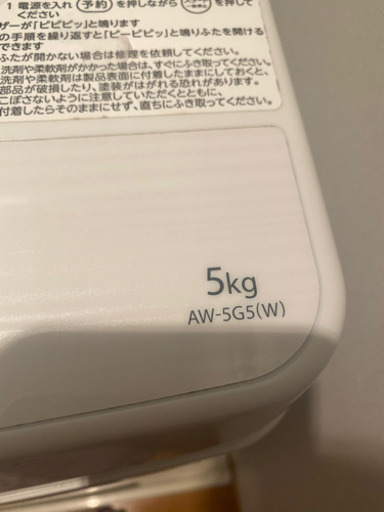 1 電源を入れ 予約 を押しながら を押して
ください
ザーが「ピピピッ」と鳴ります
の手順を繰り返すと「ピーピピッ」と鳴りふたを開ける
できます
ふたが開かない場合は修理を依頼してください。
洗剤や柔軟剤がかかった場合は、すぐにふき取ってください。
洗剤や柔軟剤は製品表面に付着したままにしておくと、
部品が破損したり、塗装がはがれる恐れがあります。
こぼさないように注意していただくとともに、
付着したらそのままにせず、直ちにふき取ってください。
5kg
AW-5G5(W)